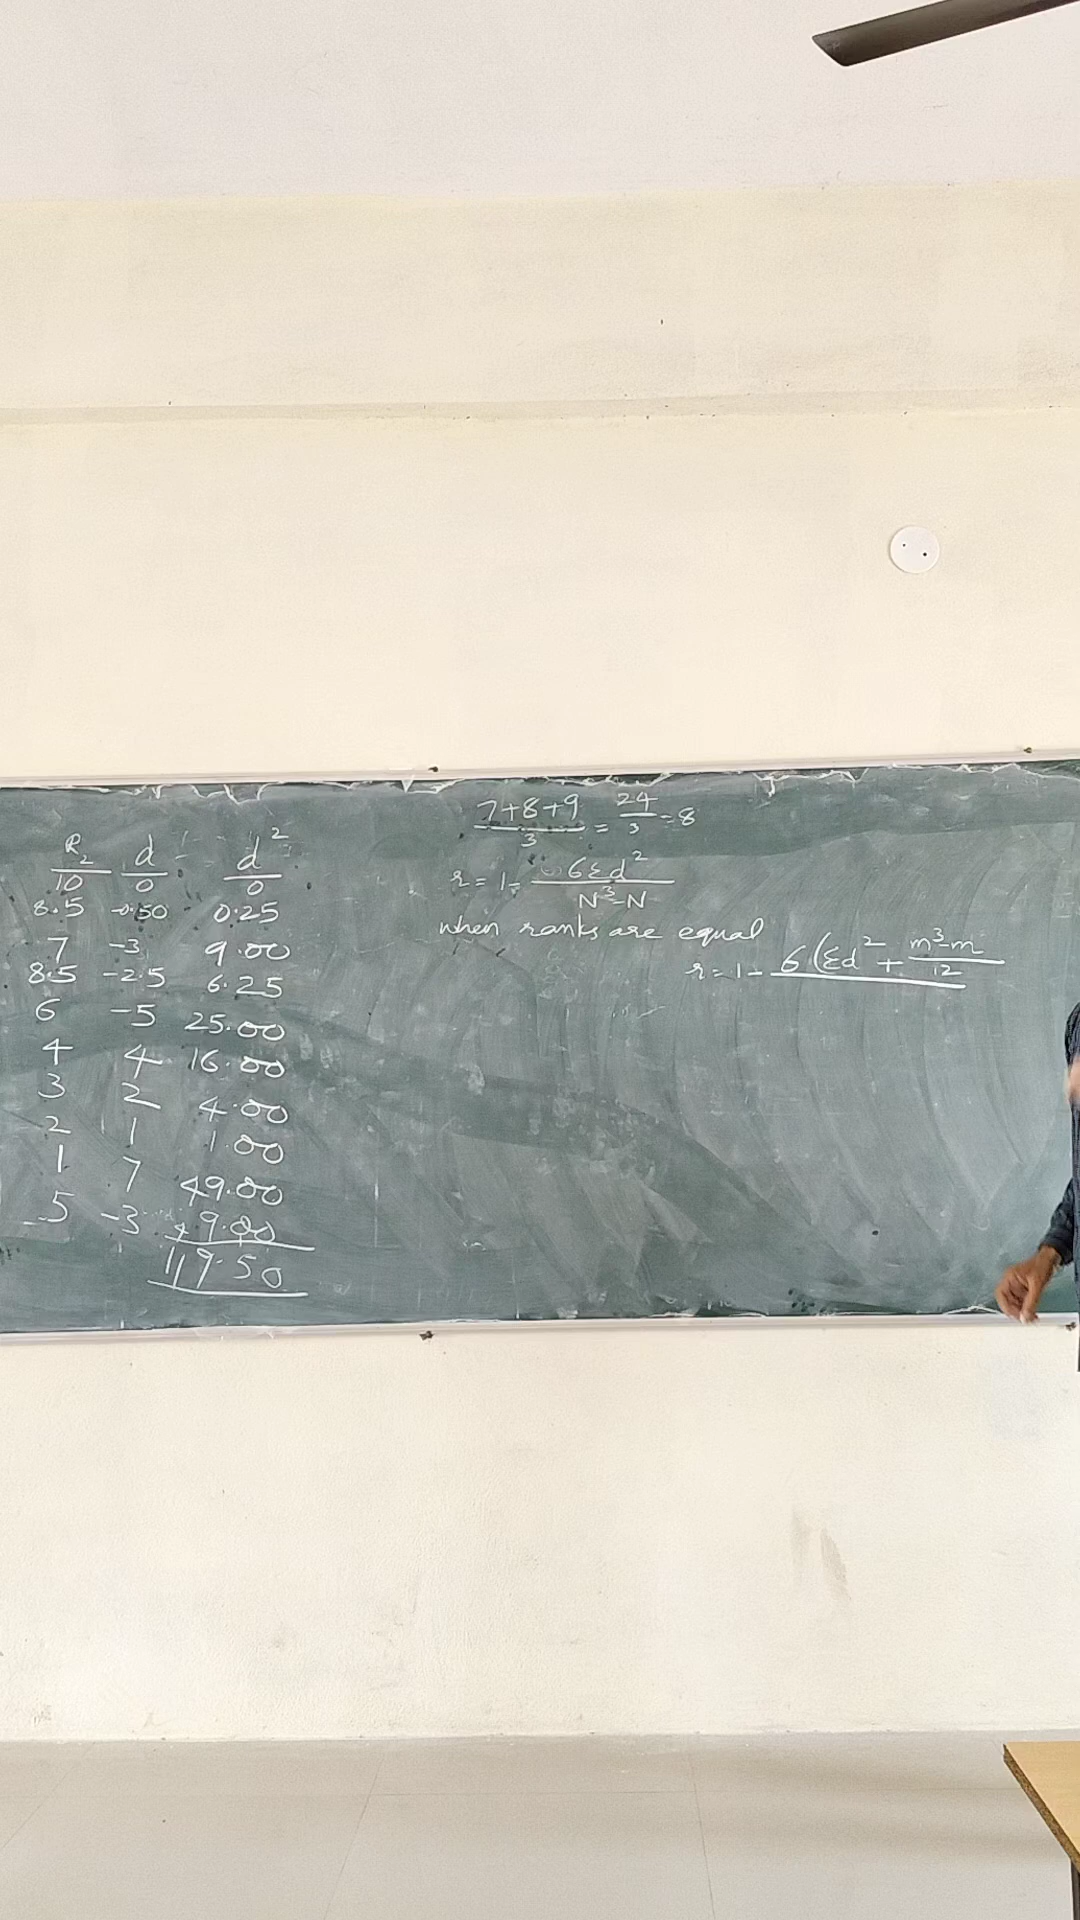 R₂ d d²
10 0 0
8.5 -0.50 0.25
7 -3 9.00
8.5 -2.5 6.25
6 -5 25.00
4 4 16.00
3 2 4.00
2 1 1.00
1 7 49.00
5 -3 9.00
119.50
7+8+9/3 = 24/3 = 8
r = 1 - 6Σd²/N³-N
when ranks are equal
r = 1 - 6(Σd² + m³-m/12